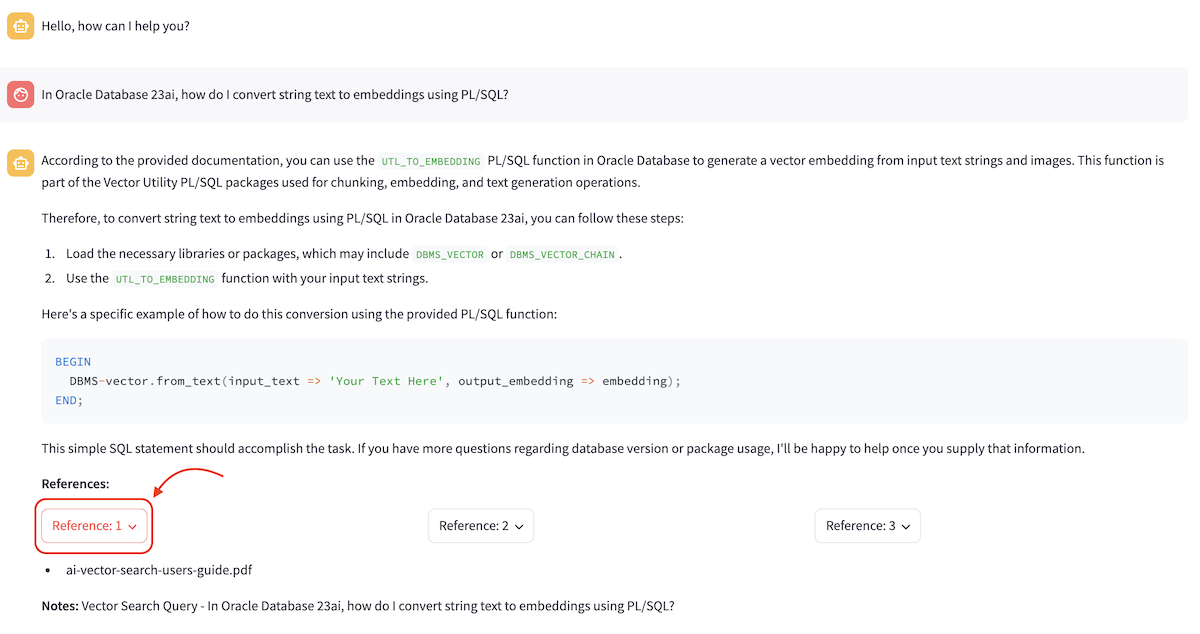 Hello, how can I help you?
In Oracle Database 23ai, how do I convert string text to embeddings using PL/SQL?
According to the provided documentation, you can use the UTL_TO_EMBEDDING PL/SQL function in Oracle Database to generate a vector embedding from input text strings and images. This function is
part of the Vector Utility PL/SQL packages used for chunking, embedding, and text generation operations.
Therefore, to convert string text to embeddings using PL/SQL in Oracle Database 23ai, you can follow these steps:
1. Load the necessary libraries or packages, which may include DBMS_VECTOR or DBMS_VECTOR_CHAIN .
2. Use the UTL_TO_EMBEDDING function with your input text strings.
Here's a specific example of how to do this conversion using the provided PL/SQL function:
BEGIN
DBMS-vector.from_text(input_text => 'Your Text Here', output_embedding => embedding);
END;
This simple SQL statement should accomplish the task. If you have more questions regarding database version or package usage, I'll be happy to help once you supply that information.
References:
Reference: 1 Reference: 2 Reference: 3
• ai-vector-search-users-guide.pdf
Notes: Vector Search Query - In Oracle Database 23ai, how do I convert string text to embeddings using PL/SQL?